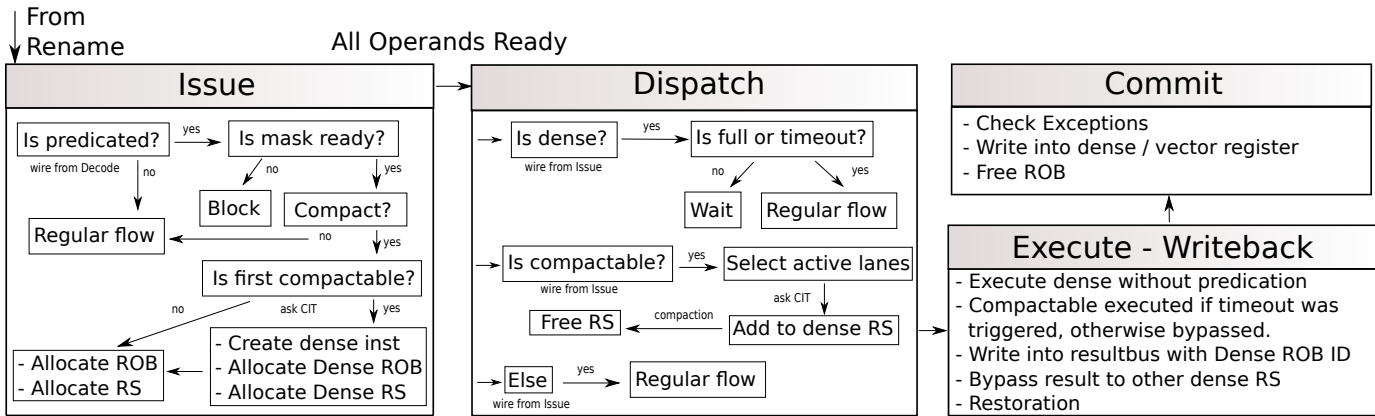 From
Rename
All Operands Ready
Issue
Is predicated?
yes
Is mask ready?
wire from Decode
no
no
yes
Block
Compact?
Regular flow
no
yes
Is first compactable?
no
ask CIT
yes
- Create dense inst
- Allocate Dense ROB
- Allocate Dense RS
- Allocate ROB
- Allocate RS
Dispatch
Is dense?
yes
Is full or timeout?
wire from Issue
no
yes
Wait
Regular flow
Is compactable?
yes
Select active lanes
wire from Issue
ask CIT
Free RS
compaction
Add to dense RS
Else
yes
Regular flow
wire from Issue
Commit
- Check Exceptions
- Write into dense / vector register
- Free ROB
Execute - Writeback
- Execute dense without predication
- Compactable executed if timeout was
triggered, otherwise bypassed.
- Write into resultbus with Dense ROB ID
- Bypass result to other dense RS
- Restoration